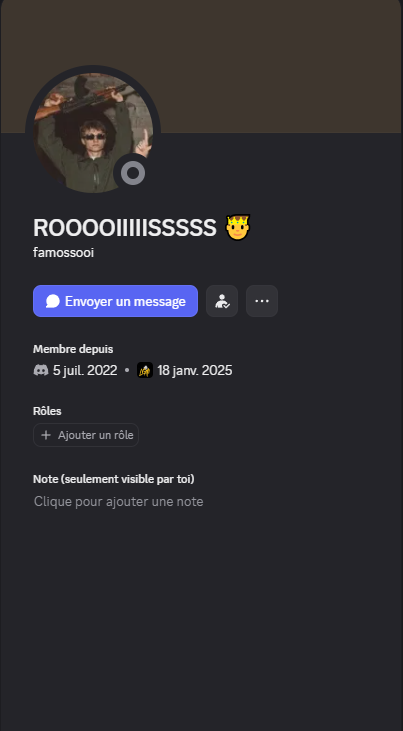 ROOOOIIIIISSSSS 🤴
famossooi
Envoyer un message
Membre depuis
5 juil. 2022 • 18 janv. 2025
Rôles
+ Ajouter un rôle
Note (seulement visible par toi)
Clique pour ajouter une note